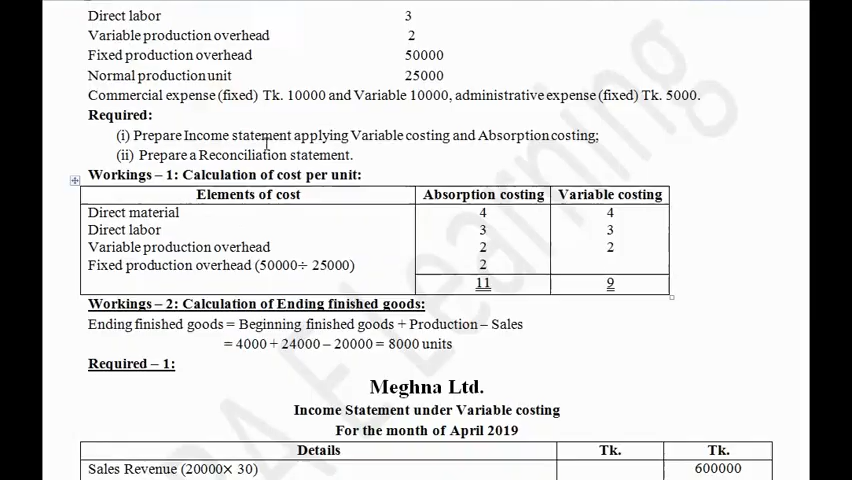 Direct labor 3
Variable production overhead 2
Fixed production overhead 50000
Normal production unit 25000
Commercial expense (fixed) Tk. 10000 and Variable 10000, administrative expense (fixed) Tk. 5000.
Required:
(i) Prepare Income statement applying Variable costing and Absorption costing;
(ii) Prepare a Reconciliation statement.
Workings – 1: Calculation of cost per unit:
Elements of cost Absorption costing Variable costing
Direct material 4 4
Direct labor 3 3
Variable production overhead 2 2
Fixed production overhead (50000÷ 25000) 2
11 9
Workings – 2: Calculation of Ending finished goods:
Ending finished goods = Beginning finished goods + Production – Sales
= 4000 + 24000 – 20000 = 8000 units
Required – 1:
Meghna Ltd.
Income Statement under Variable costing
For the month of April 2019
Details Tk. Tk.
Sales Revenue (20000× 30) 600000